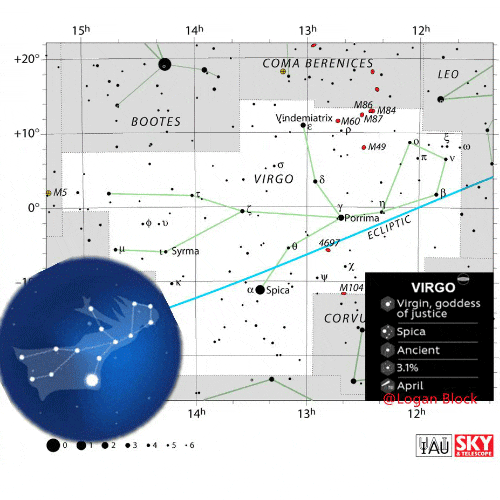 15h 14h 13h 12h
+20°
COMA BERENICES
LEO
M86
M84
M87
M60
Vindemiatrix
ε
ρ
+10°
BOOTES
M49
ο
ξ
ω
π
ν
σ
VIRGO
δ
M5
τ
β
0°
ζ
γ
Porrima
η
ECLIPTIC
φ υ
μ
ι Syrma
θ
4697
χ
ψ
κ
α Spica
M104
CORVU
VIRGO
Virgin, goddess
of justice
Spica
Ancient
3.1%
April
@Logan Block
14h 13h 12h
0 1 2 3 4 5 6
IAU
SKY
& TELESCOPE